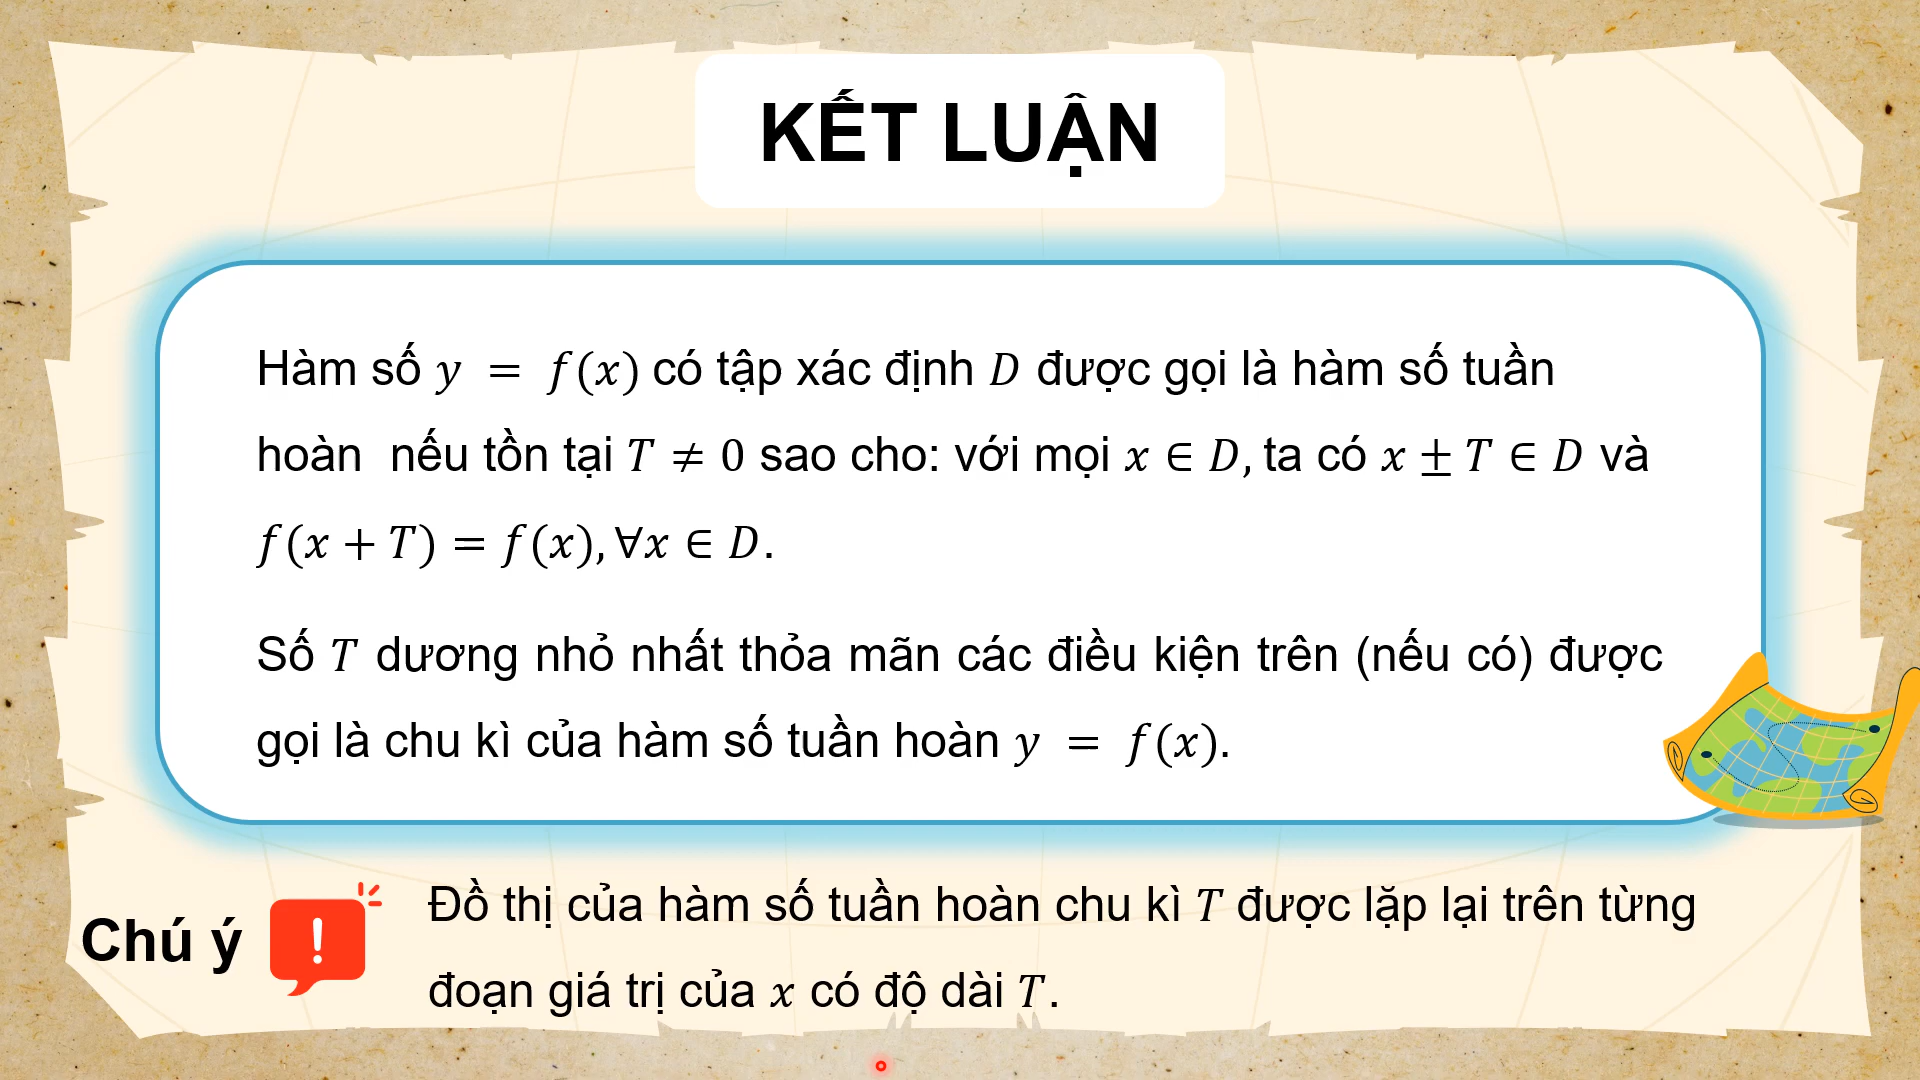 KẾT LUẬN
Hàm số y = f(x) có tập xác định D được gọi là hàm số tuần
hoàn nếu tồn tại T ≠ 0 sao cho: với mọi x ∈ D, ta có x ± T ∈ D và
f(x + T) = f(x), ∀x ∈ D.
Số T dương nhỏ nhất thỏa mãn các điều kiện trên (nếu có) được
gọi là chu kì của hàm số tuần hoàn y = f(x).
Chú ý
!
Đồ thị của hàm số tuần hoàn chu kì T được lặp lại trên từng
đoạn giá trị của x có độ dài T.